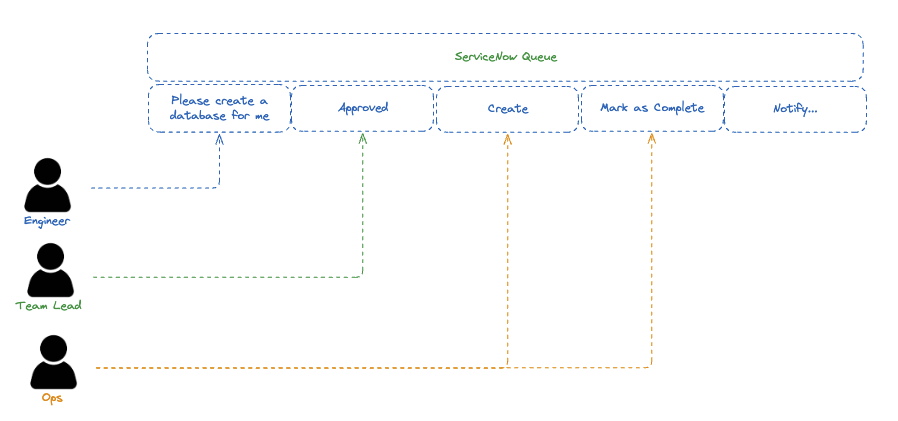 ServiceNow Queue
Please create a
database for me
Approved
Create
Mark as Complete
Notify...
Engineer
Team Lead
Ops